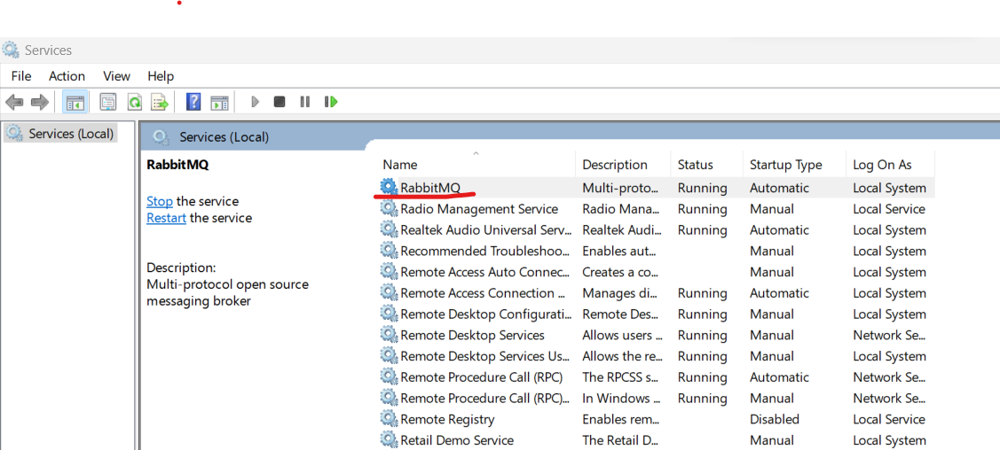 Services
File Action View Help
Services (Local)
Services (Local)
RabbitMQ
Stop the service
Restart the service
Description:
Multi-protocol open source
messaging broker
Name Description Status Startup Type Log On As
RabbitMQ Multi-proto... Running Automatic Local System
Radio Management Service Radio Mana... Running Manual Local Service
Realtek Audio Universal Serv... Realtek Audi... Running Automatic Local System
Recommended Troubleshoo... Enables aut... Manual Local System
Remote Access Auto Connec... Creates a co... Manual Local System
Remote Access Connection ... Manages di... Running Automatic Local System
Remote Desktop Configurati... Remote Des... Running Manual Local System
Remote Desktop Services Allows users ... Running Manual Network Se...
Remote Desktop Services Us... Allows the re... Running Manual Local System
Remote Procedure Call (RPC) The RPCSS s... Running Automatic Network Se...
Remote Procedure Call (RPC)... In Windows ... Running Manual Network Se...
Remote Registry Enables rem... Disabled Local Service
Retail Demo Service The Retail D... Manual Local System